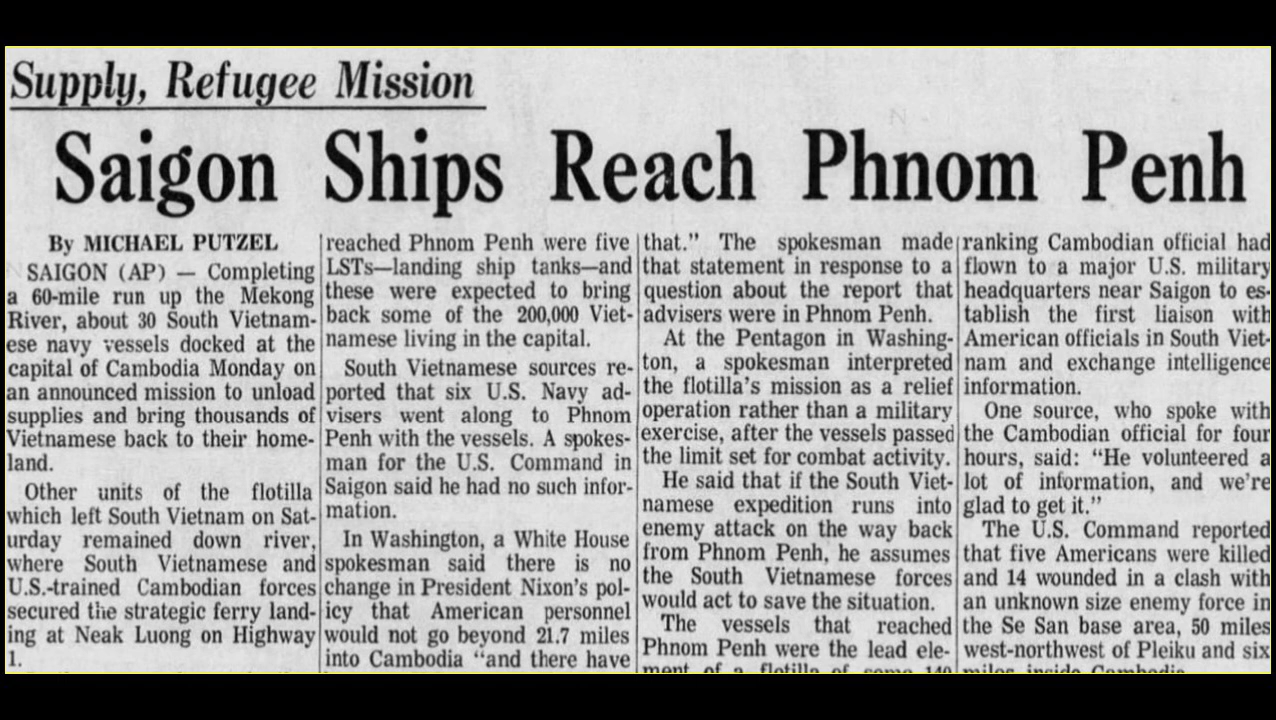 Supply, Refugee Mission
Saigon Ships Reach Phnom Penh
By MICHAEL PUTZEL
SAIGON (AP) — Completing
a 60-mile run up the Mekong
River, about 30 South Vietnam-
ese navy vessels docked at the
capital of Cambodia Monday on
an announced mission to unload
supplies and bring thousands of
Vietnamese back to their home-
land.
Other units of the flotilla
which left South Vietnam on Sat-
urday remained down river,
where South Vietnamese and
U.S.-trained Cambodian forces
secured the strategic ferry land-
ing at Neak Luong on Highway
1.
reached Phnom Penh were five
LSTs—landing ship tanks—and
these were expected to bring
back some of the 200,000 Viet-
namese living in the capital.
South Vietnamese sources re-
ported that six U.S. Navy ad-
visers went along to Phnom
Penh with the vessels. A spokes-
man for the U.S. Command in
Saigon said he had no such infor-
mation.
In Washington, a White House
spokesman said there is no
change in President Nixon's pol-
icy that American personnel
would not go beyond 21.7 miles
into Cambodia "and there have
that." The spokesman made
that statement in response to a
question about the report that
advisers were in Phnom Penh.
At the Pentagon in Washing-
ton, a spokesman interpreted
the flotilla's mission as a relief
operation rather than a military
exercise, after the vessels passed
the limit set for combat activity.
He said that if the South Viet-
namese expedition runs into
enemy attack on the way back
from Phnom Penh, he assumes
the South Vietnamese forces
would act to save the situation.
The vessels that reached
Phnom Penh were the lead ele-
ment of a flotilla of some 140
ranking Cambodian official had
flown to a major U.S. military
headquarters near Saigon to es-
tablish the first liaison with
American officials in South Viet-
nam and exchange intelligence
information.
One source, who spoke with
the Cambodian official for four
hours, said: "He volunteered a
lot of information, and we're
glad to get it."
The U.S. Command reported
that five Americans were killed
and 14 wounded in a clash with
an unknown size enemy force in
the Se San base area, 50 miles
west-northwest of Pleiku and six
miles inside Cambodia.